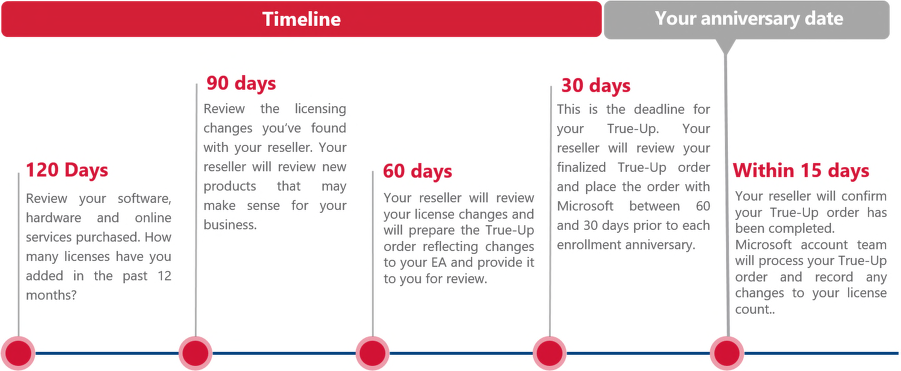 Timeline
Your anniversary date
120 Days
Review your software,
hardware and online
services purchased. How
many licenses have you
added in the past 12
months?
90 days
Review the licensing
changes you've found
with your reseller. Your
reseller will review new
products that may
make sense for your
business.
60 days
Your reseller will review
your license changes and
will prepare the True-Up
order reflecting changes
to your EA and provide it
to you for review.
30 days
This is the deadline for
your True-Up. Your
reseller will review your
finalized True-Up order
and place the order with
Microsoft between 60
and 30 days prior to each
enrollment anniversary.
Within 15 days
Your reseller will confirm
your True-Up order has
been completed.
Microsoft account team
will process your True-Up
order and record any
changes to your license
count..